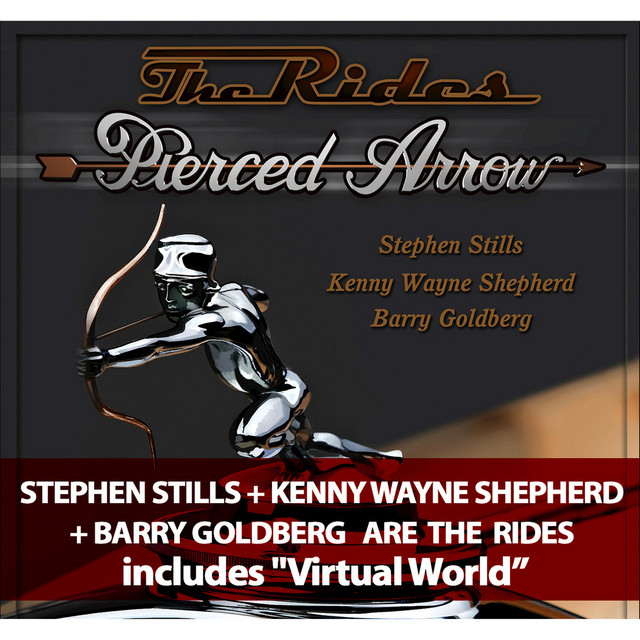 The Rides
Pierced Arrow
Stephen Stills
Kenny Wayne Shepherd
Barry Goldberg
STEPHEN STILLS + KENNY WAYNE SHEPHERD
+ BARRY GOLDBERG ARE THE RIDES
includes "Virtual World”